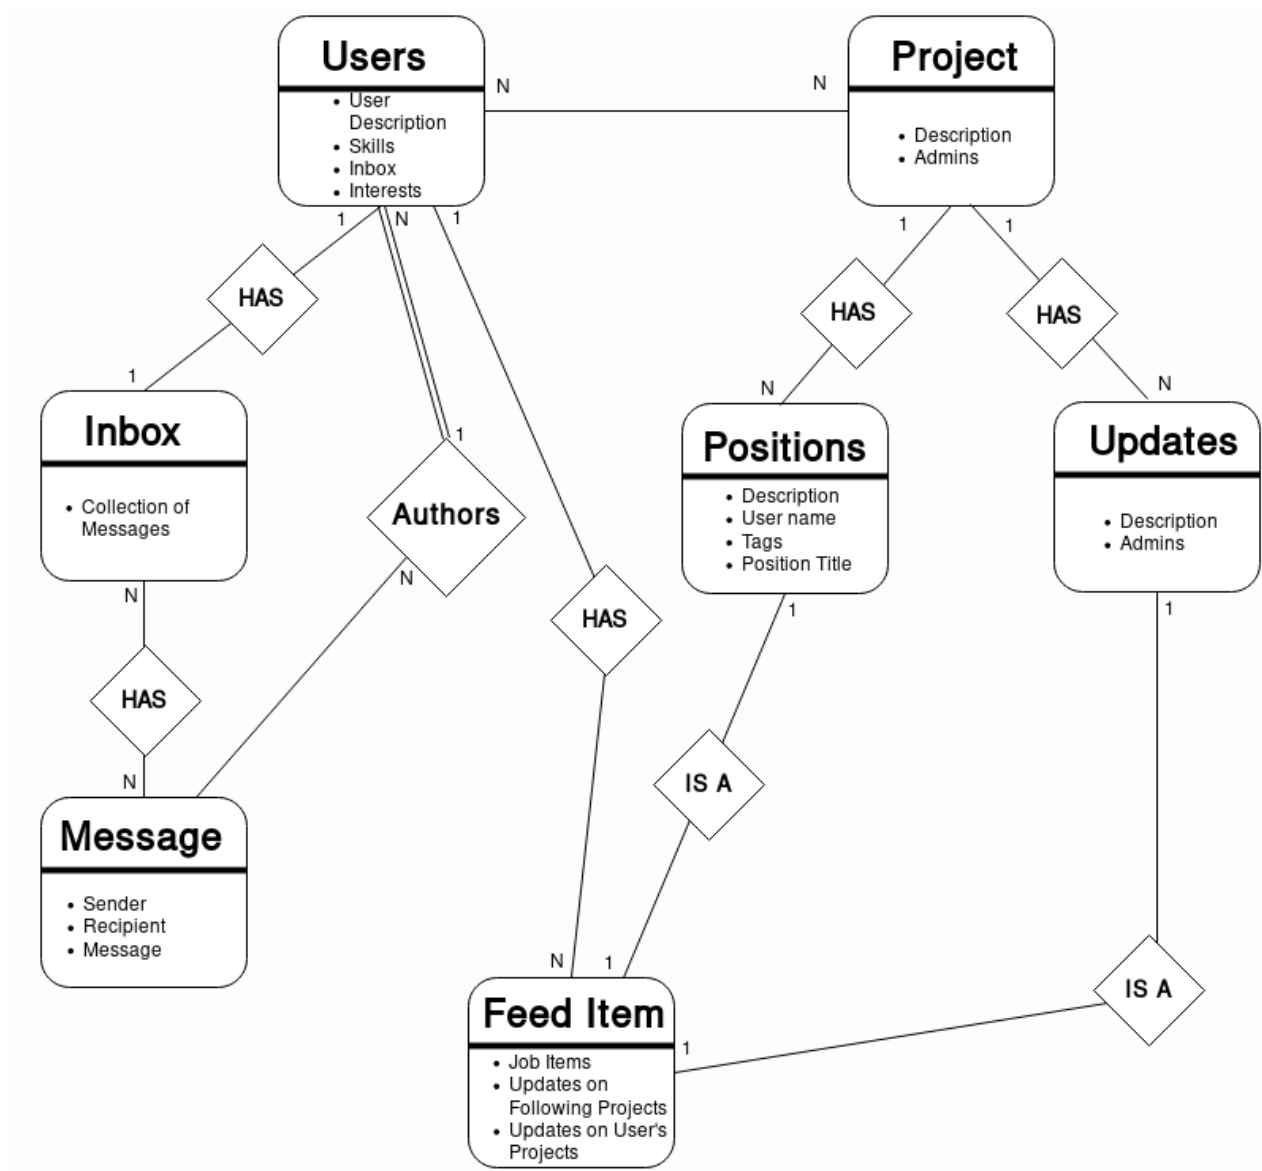 Users
• User
Description
• Skills
• Inbox
• Interests
Project
• Description
• Admins
N
N
1
N
1
1
1
HAS
HAS
HAS
1
N
N
Inbox
• Collection of
Messages
Positions
• Description
• User name
• Tags
• Position Title
Updates
• Description
• Admins
1
Authors
N
N
HAS
1
1
HAS
N
IS A
Message
• Sender
• Recipient
• Message
N
1
IS A
Feed Item
• Job Items
• Updates on
Following Projects
• Updates on User's
Projects
1